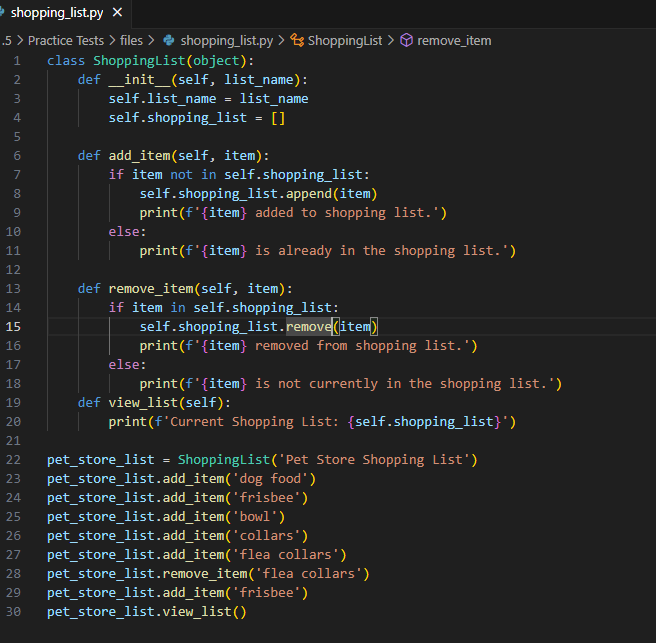 shopping_list.py ×
.5 > Practice Tests > files > shopping_list.py > ShoppingList > remove_item
1 class ShoppingList(object):
2     def __init__(self, list_name):
3         self.list_name = list_name
4         self.shopping_list = []
5
6     def add_item(self, item):
7         if item not in self.shopping_list:
8             self.shopping_list.append(item)
9             print(f'{item} added to shopping list.')
10         else:
11             print(f'{item} is already in the shopping list.')
12
13     def remove_item(self, item):
14         if item in self.shopping_list:
15             self.shopping_list.remove(item)
16             print(f'{item} removed from shopping list.')
17         else:
18             print(f'{item} is not currently in the shopping list.')
19     def view_list(self):
20         print(f'Current Shopping List: {self.shopping_list}')
21
22 pet_store_list = ShoppingList('Pet Store Shopping List')
23 pet_store_list.add_item('dog food')
24 pet_store_list.add_item('frisbee')
25 pet_store_list.add_item('bowl')
26 pet_store_list.add_item('collars')
27 pet_store_list.add_item('flea collars')
28 pet_store_list.remove_item('flea collars')
29 pet_store_list.add_item('frisbee')
30 pet_store_list.view_list()